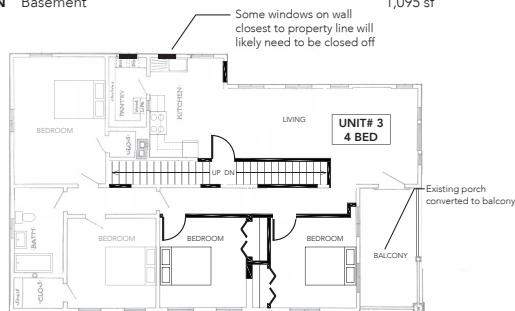 N Basement 1,095 sf
Some windows on wall
closest to property line will
likely need to be closed off
PANTRY
KITCHEN
LIVING
UNIT# 3
4 BED
BEDROOM
CLOS
UP DN
Existing porch
converted to balcony
BATH
BEDROOM
BEDROOM
BEDROOM
BALCONY
CLOS